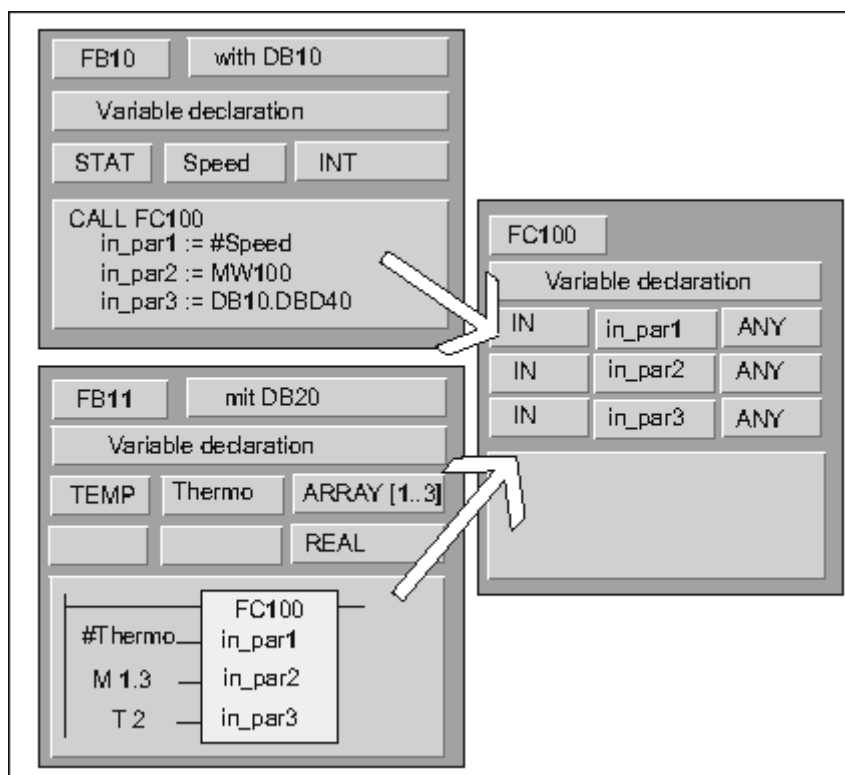 FB10 with DB10
Variable declaration
STAT Speed INT
CALL FC100
in_par1 := #Speed
in_par2 := MW100
in_par3 := DB10.DBD40
FC100
Variable declaration
IN in_par1 ANY
IN in_par2 ANY
IN in_par3 ANY
FB11 mit DB20
Variable declaration
TEMP Thermo ARRAY [1..3]
REAL
FC100
#Thermo in_par1
M 1.3 in_par2
T 2 in_par3